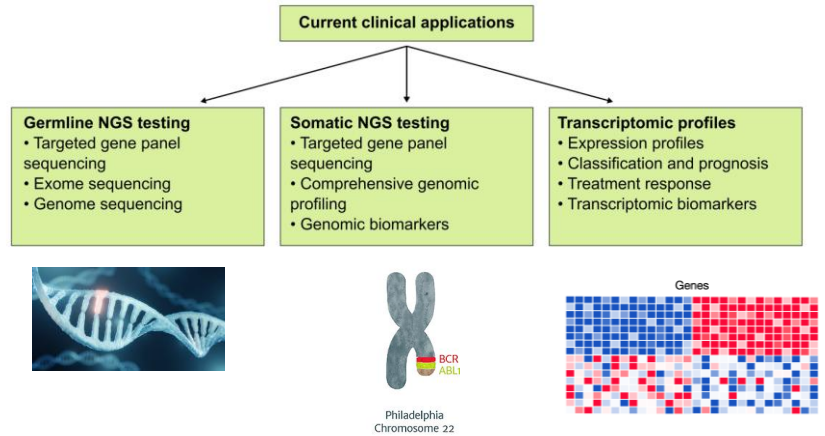 Current clinical applications
Germline NGS testing
• Targeted gene panel
sequencing
• Exome sequencing
• Genome sequencing
Somatic NGS testing
• Targeted gene panel
sequencing
• Comprehensive genomic
profiling
• Genomic biomarkers
Transcriptomic profiles
• Expression profiles
• Classification and prognosis
• Treatment response
• Transcriptomic biomarkers
BCR
ABL1
Philadelphia
Chromosome 22
Genes